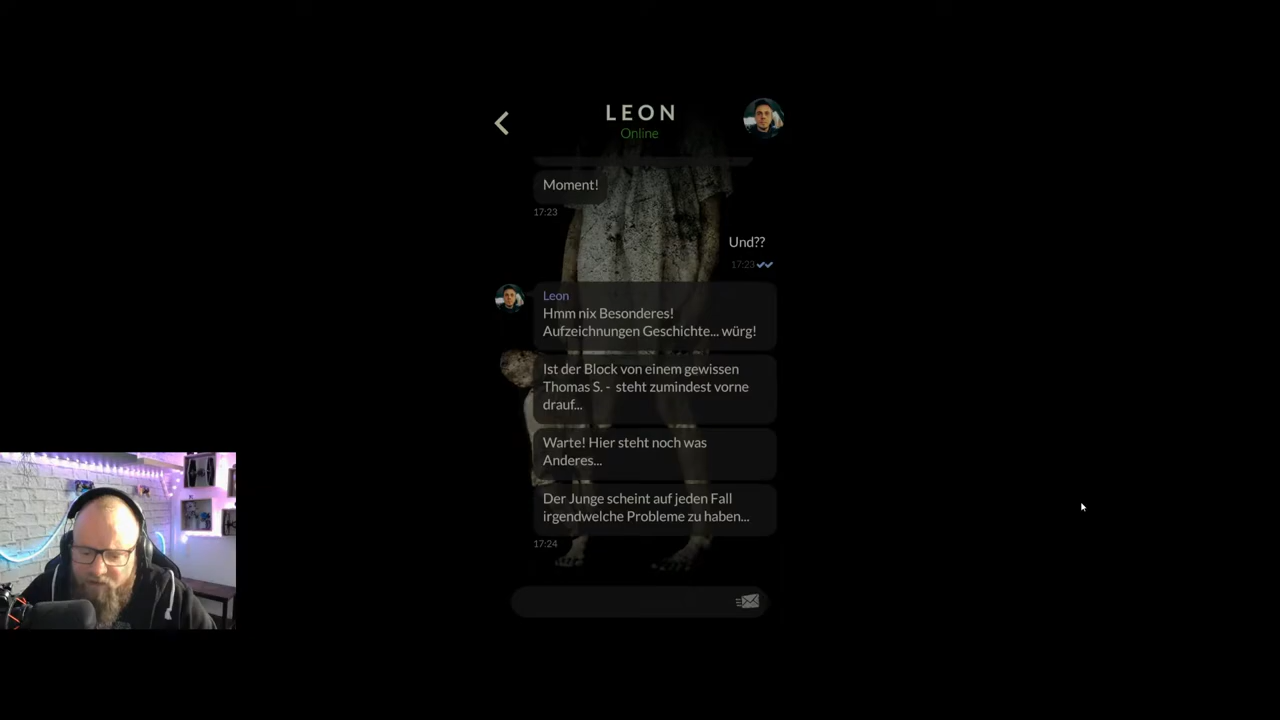 LEON
Online
Moment!
17:23
Und??
17:23
Leon
Hmm nix Besonderes!
Aufzeichnungen Geschichte... würg!
Ist der Block von einem gewissen
Thomas S. - steht zumindest vorne
drauf...
Warte! Hier steht noch was
Anderes...
Der Junge scheint auf jeden Fall
irgendwelche Probleme zu haben...
17:24